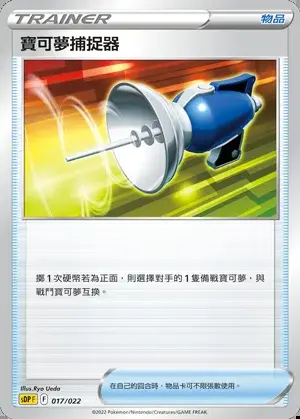 TRAINER
物品
寶可夢捕捉器
擲1次硬幣若為正面,則選擇對手的1隻備戰寶可夢,與
戰鬥寶可夢互換。
Illus.Ryo Ueda
sDP F F 017/022
在自己的回合時,物品卡可不限張數使用。
©2022 Pokémon/Nintendo/Creatures/GAME FREAK.